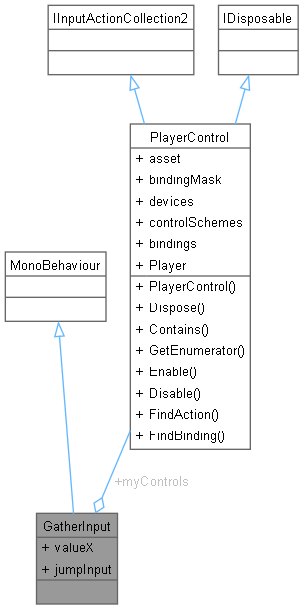 IInputActionCollection2
IDisposable
PlayerControl
+ asset
+ bindingMask
+ devices
+ controlSchemes
+ bindings
+ Player
+ PlayerControl()
+ Dispose()
+ Contains()
+ GetEnumerator()
+ Enable()
+ Disable()
+ FindAction()
+ FindBinding()
MonoBehaviour
+myControls
GatherInput
+ valueX
+ jumpInput